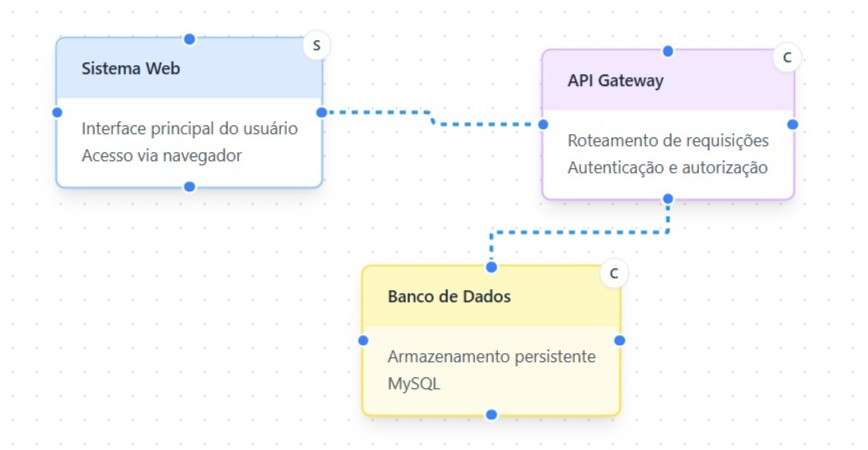 S
Sistema Web
Interface principal do usuário
Acesso via navegador
C
API Gateway
Roteamento de requisições
Autenticação e autorização
C
Banco de Dados
Armazenamento persistente
MySQL